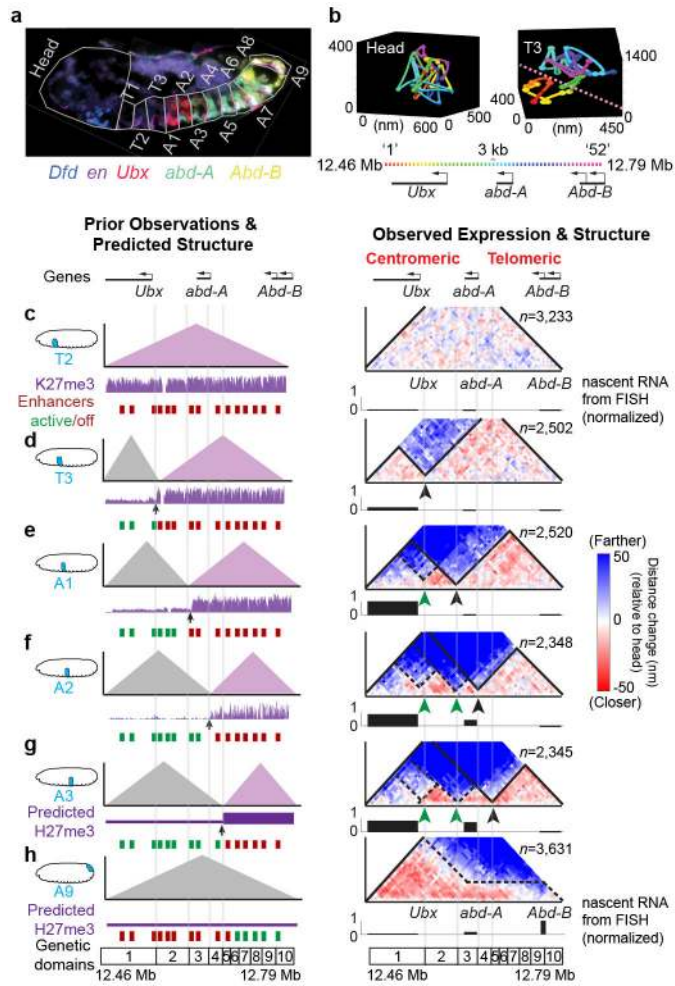 a
Head
T1
T2
T3
A1
A2
A3
A4
A5
A6
A7
A8
A9
Dfd en Ubx abd-A Abd-B
b
400
Head
0
0 (nm) 600
500
0
T3
1400
400
0
0 (nm) 450
0
'1' 3 kb '52'
12.46 Mb 12.79 Mb
Ubx abd-A Abd-B
Prior Observations &
Predicted Structure
Observed Expression & Structure
Centromeric Telomeric
Genes
Ubx abd-A Abd-B
Ubx abd-A Abd-B
c
T2
n=3,233
K27me3
Enhancers
active/off
Ubx abd-A Abd-B
1
0
nascent RNA
from FISH
(normalized)
d
T3
n=2,502
1
0
e
A1
n=2,520
1
0
(Farther)
50
0
-50
(Closer)
Distance change (nm)
(relative to head)
f
A2
n=2,348
1
0
g
A3
n=2,345
Predicted
H27me3
1
0
h
A9
n=3,631
Predicted
H27me3
Ubx abd-A Abd-B
1
0
nascent RNA
from FISH
(normalized)
Genetic
domains
1 2 3 4 5 6 7 8 9 10
12.46 Mb 12.79 Mb
1 2 3 4 5 6 7 8 9 10
12.46 Mb 12.79 Mb